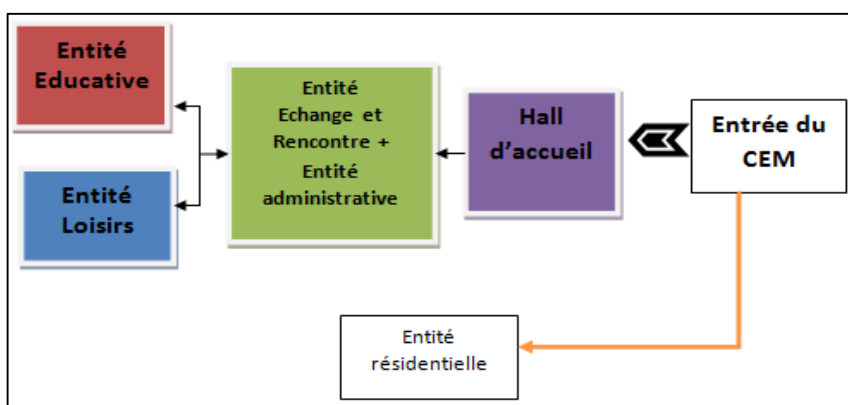 Entité
Educative
Entité
Loisirs
Entité
Echange et
Rencontre +
Entité
administrative
Hall
d'accueil
Entrée du
CEM
Entité
résidentielle